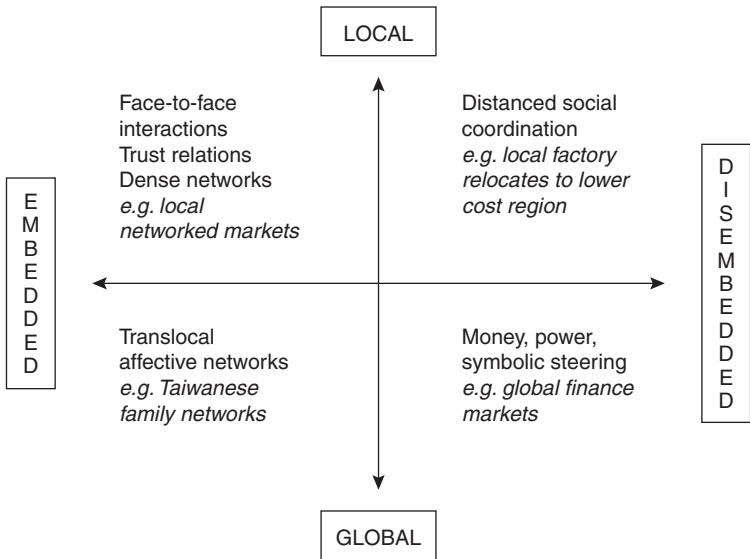 LOCAL
Face-to-face
interactions
Trust relations
Dense networks
e.g. local
networked markets
Distanced social
coordination
e.g. local factory
relocates to lower
cost region
EMBEDDED
DISEMBEDDED
Translocal
affective networks
e.g. Taiwanese
family networks
Money, power,
symbolic steering
e.g. global finance
markets
GLOBAL